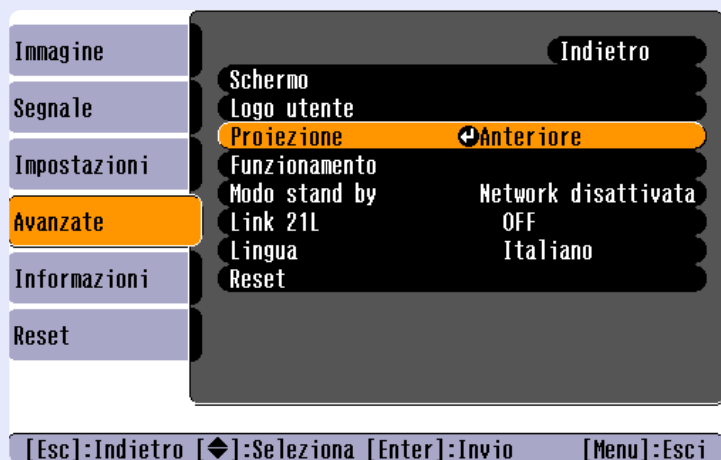 Immagine
Segnale
Impostazioni
Avanzate
Informazioni
Reset
Indietro
Schermo
Logo utente
Proiezione Anteriore
Funzionamento
Modo stand by Network disattivata
Link 21L OFF
Lingua Italiano
Reset
[Esc]:Indietro [◆]:Seleziona [Enter]:Invio [Menu]:Esci